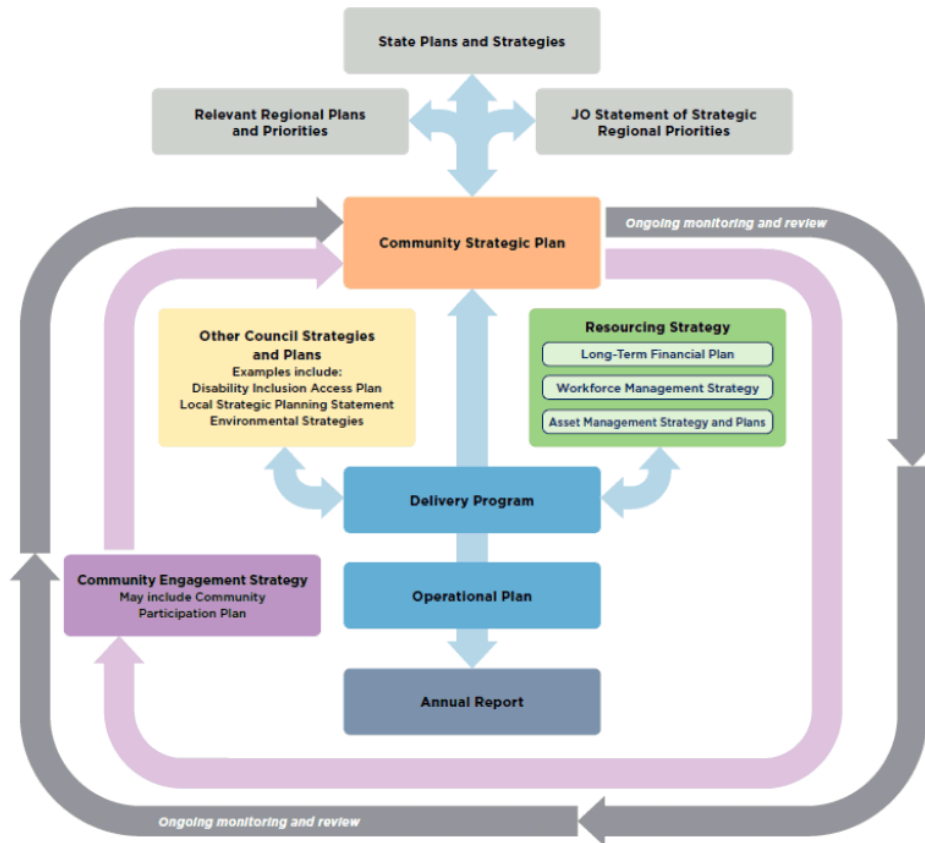 State Plans and Strategies
Relevant Regional Plans
and Priorities
JO Statement of Strategic
Regional Priorities
Ongoing monitoring and review
Community Strategic Plan
Other Council Strategies
and Plans
Examples include:
Disability Inclusion Access Plan
Local Strategic Planning Statement
Environmental Strategies
Resourcing Strategy
Long-Term Financial Plan
Workforce Management Strategy
Asset Management Strategy and Plans
Delivery Program
Community Engagement Strategy
May include Community
Participation Plan
Operational Plan
Annual Report
Ongoing monitoring and review